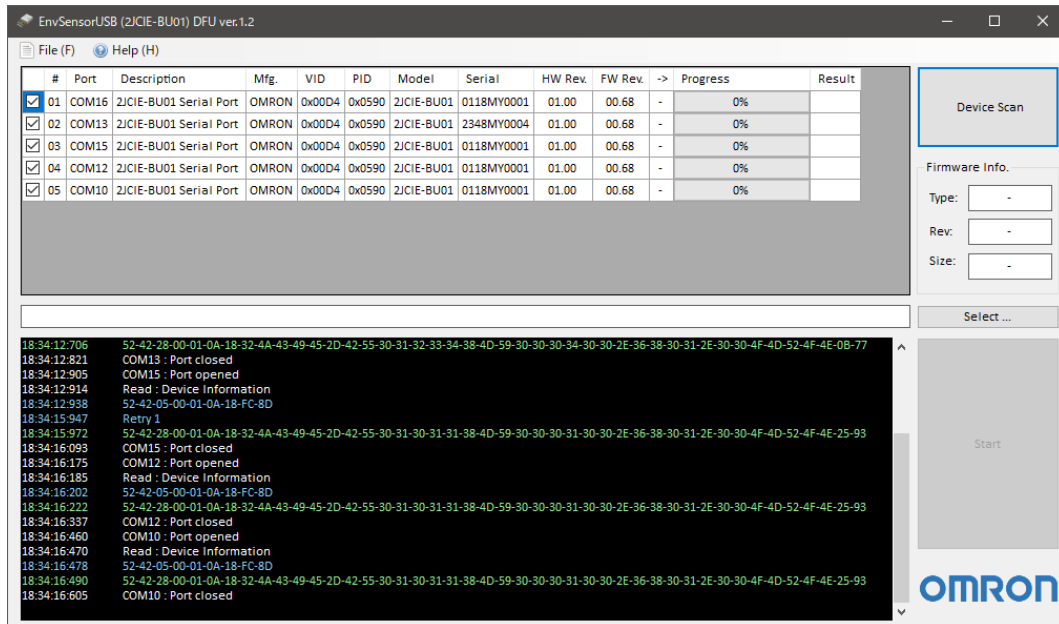 EnvSensorUSB (2JCIE-BU01) DFU ver.1.2
File (F) Help (H)
# Port Description Mfg. VID PID Model Serial HW Rev. FW Rev. -> Progress Result
01 COM16 2JCIE-BU01 Serial Port OMRON 0x00D4 0x0590 2JCIE-BU01 0118MY0001 01.00 00.68 - 0%
02 COM13 2JCIE-BU01 Serial Port OMRON 0x00D4 0x0590 2JCIE-BU01 2348MY0004 01.00 00.68 - 0%
03 COM15 2JCIE-BU01 Serial Port OMRON 0x00D4 0x0590 2JCIE-BU01 0118MY0001 01.00 00.68 - 0%
04 COM12 2JCIE-BU01 Serial Port OMRON 0x00D4 0x0590 2JCIE-BU01 0118MY0001 01.00 00.68 - 0%
05 COM10 2JCIE-BU01 Serial Port OMRON 0x00D4 0x0590 2JCIE-BU01 0118MY0001 01.00 00.68 - 0%
Device Scan
Firmware Info.
Type: -
Rev: -
Size: -
Select ...
18:34:12:706 52-42-28-00-01-0A-18-32-4A-43-49-45-2D-42-55-30-31-32-33-34-38-4D-59-30-30-30-34-30-30-2E-36-38-30-31-2E-30-30-4F-4D-52-4F-4E-0B-77
18:34:12:821 COM13 : Port closed
18:34:12:905 COM15 : Port opened
18:34:12:914 Read : Device Information
18:34:12:938 52-42-05-00-01-0A-18-FC-8D
18:34:15:947 Retry 1
18:34:15:972 52-42-28-00-01-0A-18-32-4A-43-49-45-2D-42-55-30-31-30-31-31-38-4D-59-30-30-30-31-30-30-2E-36-38-30-31-2E-30-30-4F-4D-52-4F-4E-25-93
18:34:16:093 COM15 : Port closed
18:34:16:175 COM12 : Port opened
18:34:16:185 Read : Device Information
18:34:16:202 52-42-05-00-01-0A-18-FC-8D
18:34:16:222 52-42-28-00-01-0A-18-32-4A-43-49-45-2D-42-55-30-31-30-31-31-38-4D-59-30-30-30-31-30-30-2E-36-38-30-31-2E-30-30-4F-4D-52-4F-4E-25-93
18:34:16:337 COM12 : Port closed
18:34:16:460 COM10 : Port opened
18:34:16:470 Read : Device Information
18:34:16:478 52-42-05-00-01-0A-18-FC-8D
18:34:16:490 52-42-28-00-01-0A-18-32-4A-43-49-45-2D-42-55-30-31-30-31-31-38-4D-59-30-30-30-31-30-30-2E-36-38-30-31-2E-30-30-4F-4D-52-4F-4E-25-93
18:34:16:605 COM10 : Port closed
Start
OMRON